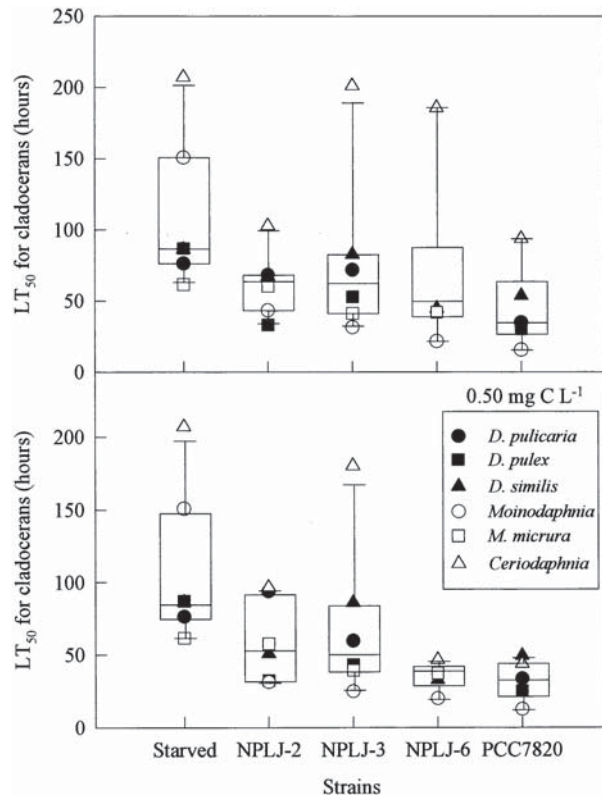 250
200
150
100
50
0
LT50 for cladocerans (hours)
0.50 mg C L-1
D. pulicaria
D. pulex
D. similis
Moinodaphnia
M. micrura
Ceriodaphnia
200
150
100
50
0
LT50 for cladocerans (hours)
Starved NPLJ-2 NPLJ-3 NPLJ-6 PCC7820
Strains